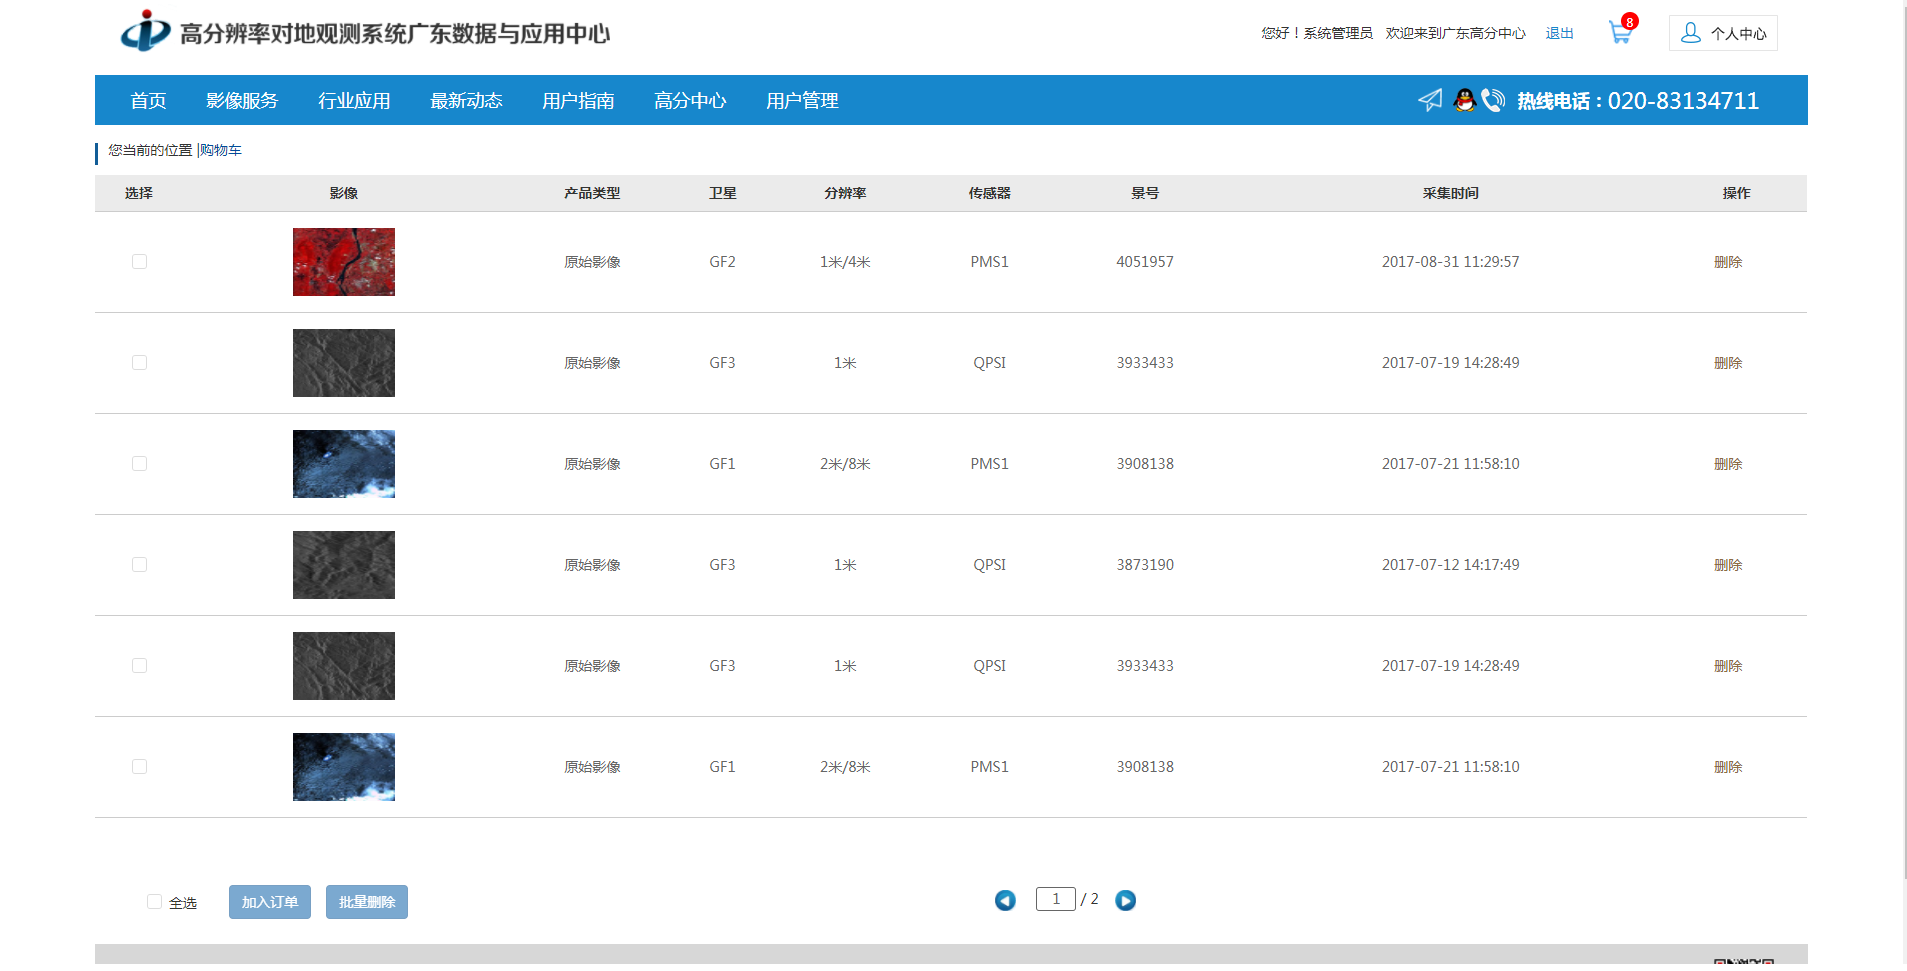 高分辨率对地观测系统广东数据与应用中心
您好！系统管理员 欢迎来到广东高分中心 退出 8 个人中心
首页 影像服务 行业应用 最新动态 用户指南 高分中心 用户管理 热线电话：020-83134711
您当前的位置 |购物车
选择 影像 产品类型 卫星 分辨率 传感器 景号 采集时间 操作
原始影像 GF2 1米/4米 PMS1 4051957 2017-08-31 11:29:57 删除
原始影像 GF3 1米 QPSI 3933433 2017-07-19 14:28:49 删除
原始影像 GF1 2米/8米 PMS1 3908138 2017-07-21 11:58:10 删除
原始影像 GF3 1米 QPSI 3873190 2017-07-12 14:17:49 删除
原始影像 GF3 1米 QPSI 3933433 2017-07-19 14:28:49 删除
原始影像 GF1 2米/8米 PMS1 3908138 2017-07-21 11:58:10 删除
全选 加入订单 批量删除 1 / 2